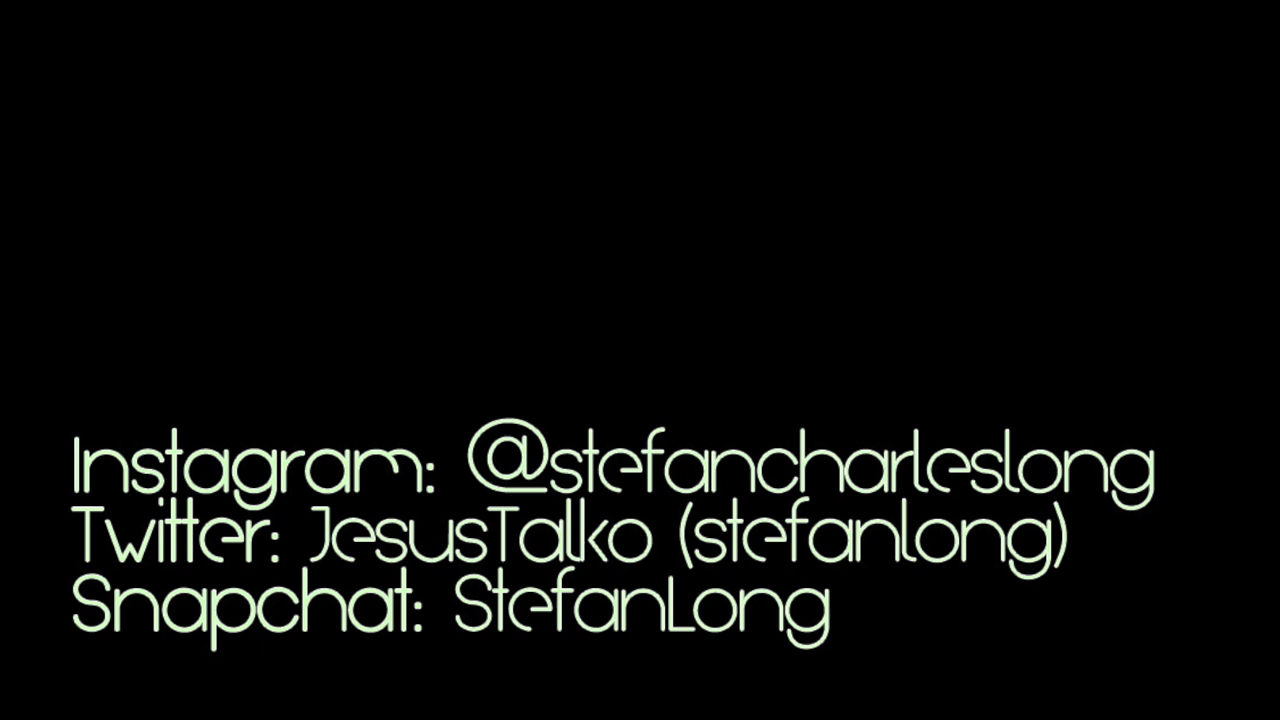 Instagram: @stefancharleslong
Twitter: JesusTalko (stefanlong)
Snapchat: StefanLong